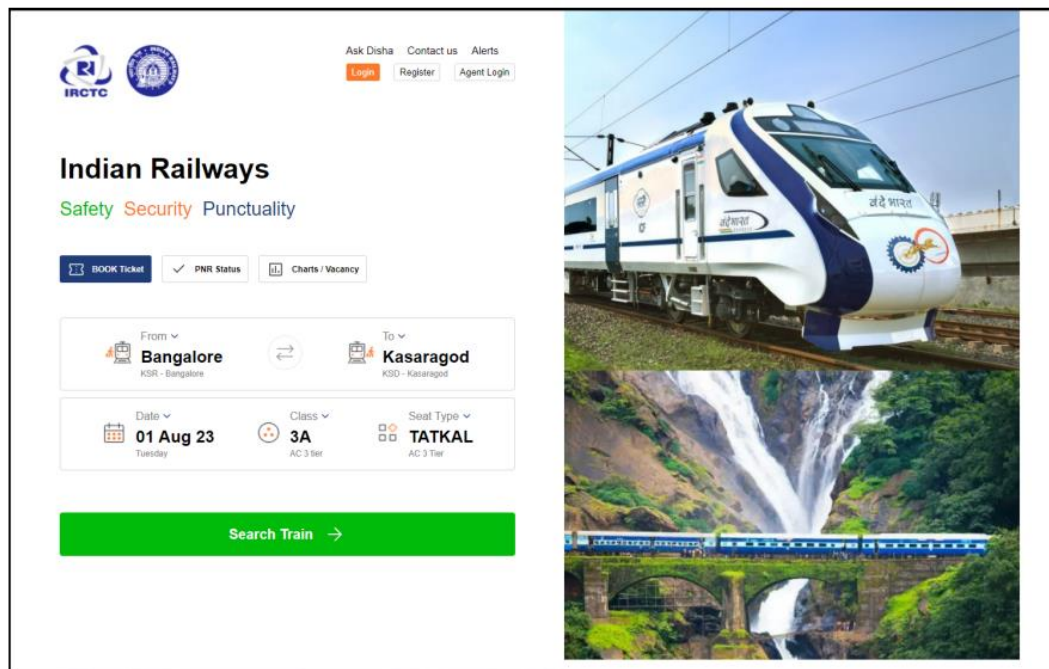 Ask Disha Contact us Alerts
IRCTC
Login Register Agent Login
Indian Railways
Safety Security Punctuality
BOOK Ticket PNR Status Charts / Vacancy
From To
Bangalore Kasaragod
KSR - Bangalore KSD - Kasaragod
Date Class Seat Type
01 Aug 23 3A TATKAL
Tuesday AC 3 tier AC 3 Tier
Search Train
वंदे भारत
वंदे भारत